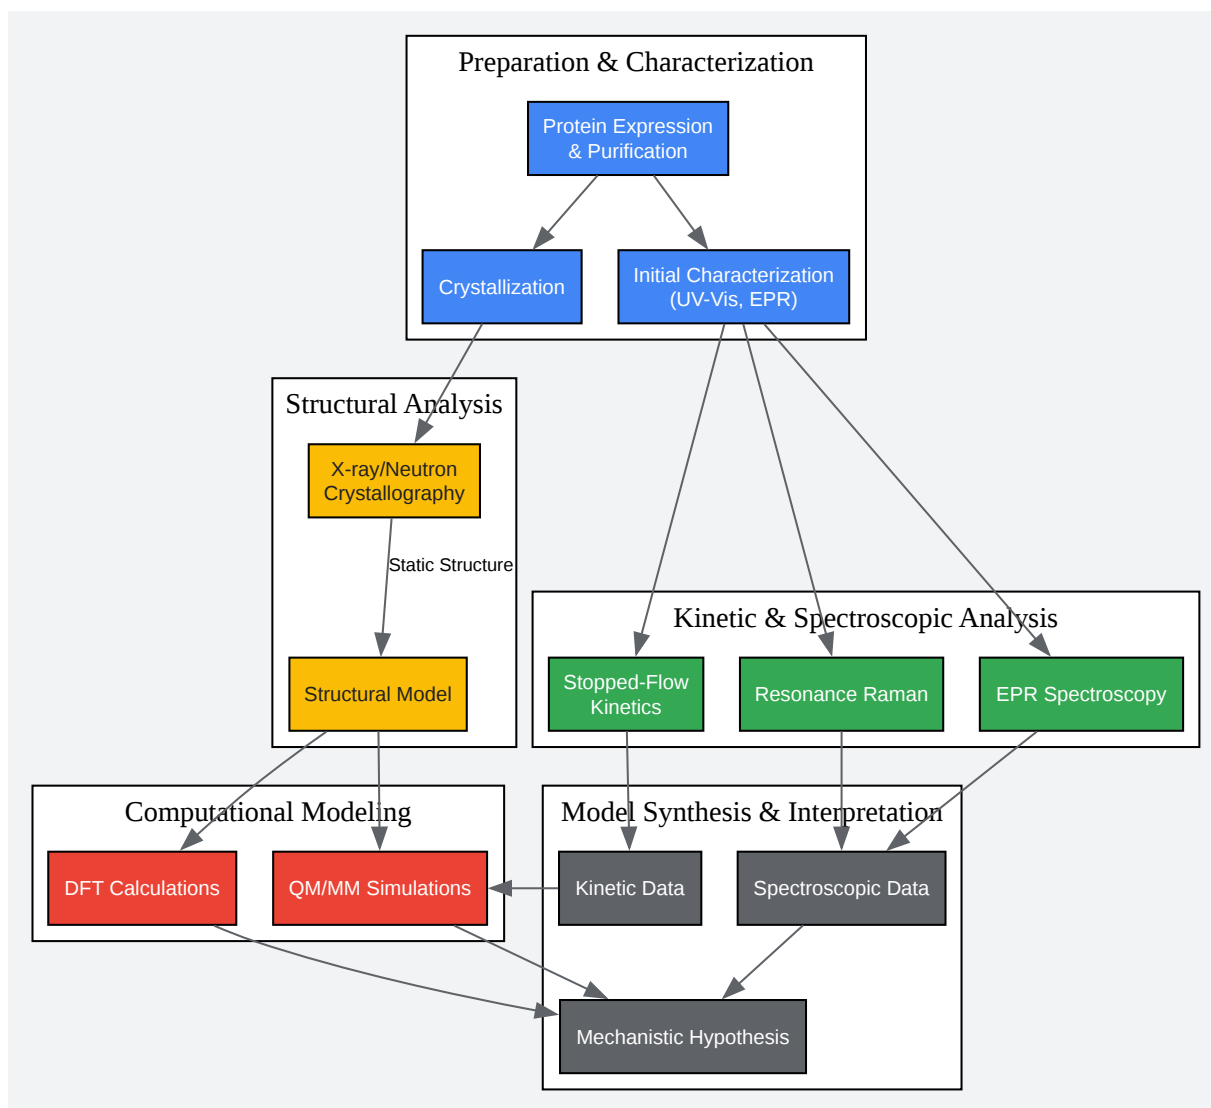 Preparation & Characterization
Protein Expression
& Purification
Crystallization
Initial Characterization
(UV-Vis, EPR)
Structural Analysis
X-ray/Neutron
Crystallography
Static Structure
Structural Model
Kinetic & Spectroscopic Analysis
Stopped-Flow
Kinetics
Resonance Raman
EPR Spectroscopy
Computational Modeling
DFT Calculations
QM/MM Simulations
Model Synthesis & Interpretation
Kinetic Data
Spectroscopic Data
Mechanistic Hypothesis